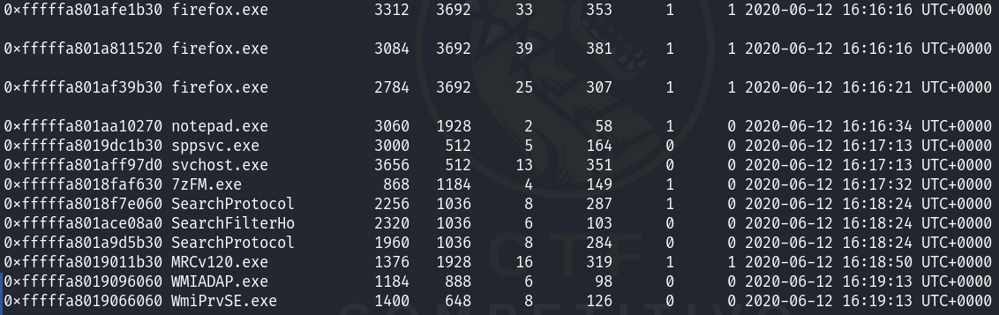 0×fffffa801afe1b30 firefox.exe 3312 3692 33 353 1 1 2020-06-12 16:16:16 UTC+0000
0×fffffa801a811520 firefox.exe 3084 3692 39 381 1 1 2020-06-12 16:16:16 UTC+0000
0×fffffa801af39b30 firefox.exe 2784 3692 25 307 1 1 2020-06-12 16:16:21 UTC+0000
0×fffffa801aa10270 notepad.exe 3060 1928 2 58 1 0 2020-06-12 16:16:34 UTC+0000
0×fffffa8019dc1b30 sppsvc.exe 3000 512 5 164 0 0 2020-06-12 16:17:13 UTC+0000
0×fffffa801aff97d0 svchost.exe 3656 512 13 351 0 0 2020-06-12 16:17:13 UTC+0000
0×fffffa8018faf630 7zFM.exe 868 1184 4 149 1 0 2020-06-12 16:17:32 UTC+0000
0×fffffa8018f7e060 SearchProtocol 2256 1036 8 287 1 0 2020-06-12 16:18:24 UTC+0000
0×fffffa801ace08a0 SearchFilterHo 2320 1036 6 103 0 0 2020-06-12 16:18:24 UTC+0000
0×fffffa801a9d5b30 SearchProtocol 1960 1036 8 284 0 0 2020-06-12 16:18:24 UTC+0000
0×fffffa8019011b30 MRCv120.exe 1376 1928 16 319 1 1 2020-06-12 16:18:50 UTC+0000
0×fffffa8019096060 WMIADAP.exe 1184 888 6 98 0 0 2020-06-12 16:19:13 UTC+0000
0×fffffa8019066060 WmiPrvSE.exe 1400 648 8 126 0 0 2020-06-12 16:19:13 UTC+0000
CTF
COMPETITIVO